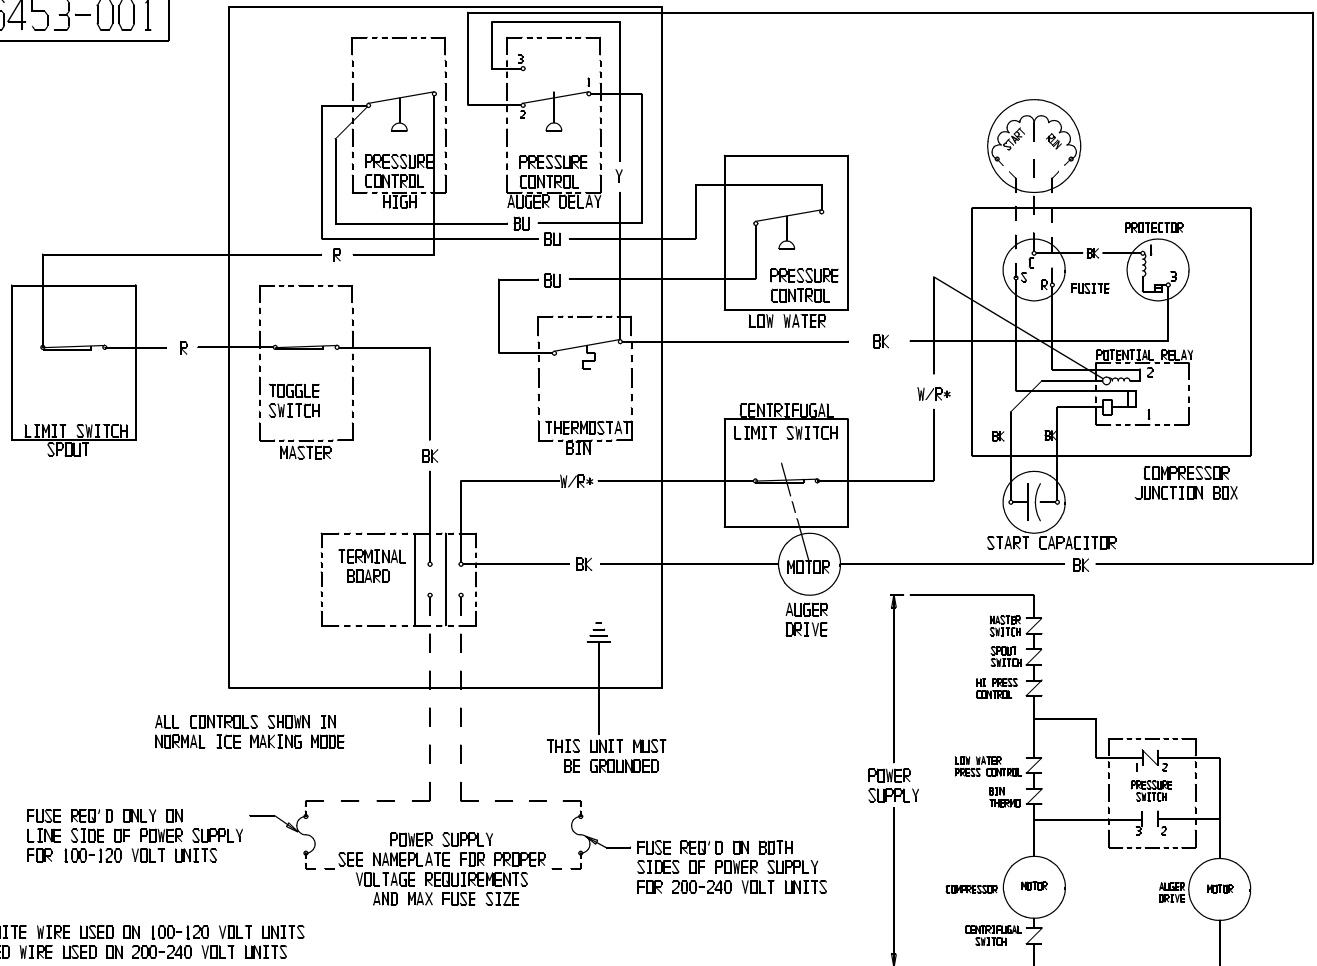 6453-001
3
1
2
START
RUN
PRESSURE
CONTROL
HIGH
PRESSURE
CONTROL
AUGER DELAY
Y
BU
BU
R
BU
PRESSURE
CONTROL
LOW WATER
PROTECTOR
BK
1
3
C
S
R
FUSITE
BK
R
POTENTIAL RELAY
2
1
W/R*
TOGGLE
SWITCH
MASTER
LIMIT SWITCH
SPOUT
THERMOSTAT
BIN
CENTRIFUGAL
LIMIT SWITCH
BK
BK
BK
COMPRESSOR
JUNCTION BOX
W/R*
START CAPACITOR
TERMINAL
BOARD
BK
MOTOR
BK
AUGER
DRIVE
MASTER
SWITCH
SPOUT
SWITCH
HI PRESS
CONTROL
ALL CONTROLS SHOWN IN
NORMAL ICE MAKING MODE
THIS UNIT MUST
BE GROUNDED
POWER
SUPPLY
LOW WATER
PRESS CONTROL
BIN
THERMO
1 2
PRESSURE
SWITCH
3 2
FUSE REQ'D ONLY ON
LINE SIDE OF POWER SUPPLY
FOR 100-120 VOLT UNITS
POWER SUPPLY
SEE NAMEPLATE FOR PROPER
VOLTAGE REQUIREMENTS
AND MAX FUSE SIZE
FUSE REQ'D ON BOTH
SIDES OF POWER SUPPLY
FOR 200-240 VOLT UNITS
COMPRESSOR
MOTOR
AUGER
DRIVE
MOTOR
CENTRIFUGAL
SWITCH
ITE WIRE USED ON 100-120 VOLT UNITS
D WIRE USED ON 200-240 VOLT UNITS